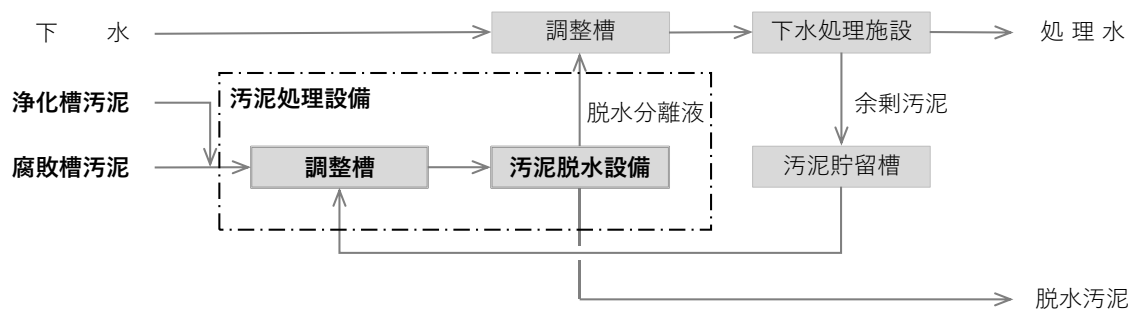 下　　水
調整槽
下水処理施設
処 理 水
浄化槽汚泥
汚泥処理設備
脱水分離液
余剰汚泥
腐敗槽汚泥
調整槽
汚泥脱水設備
汚泥貯留槽
脱水汚泥